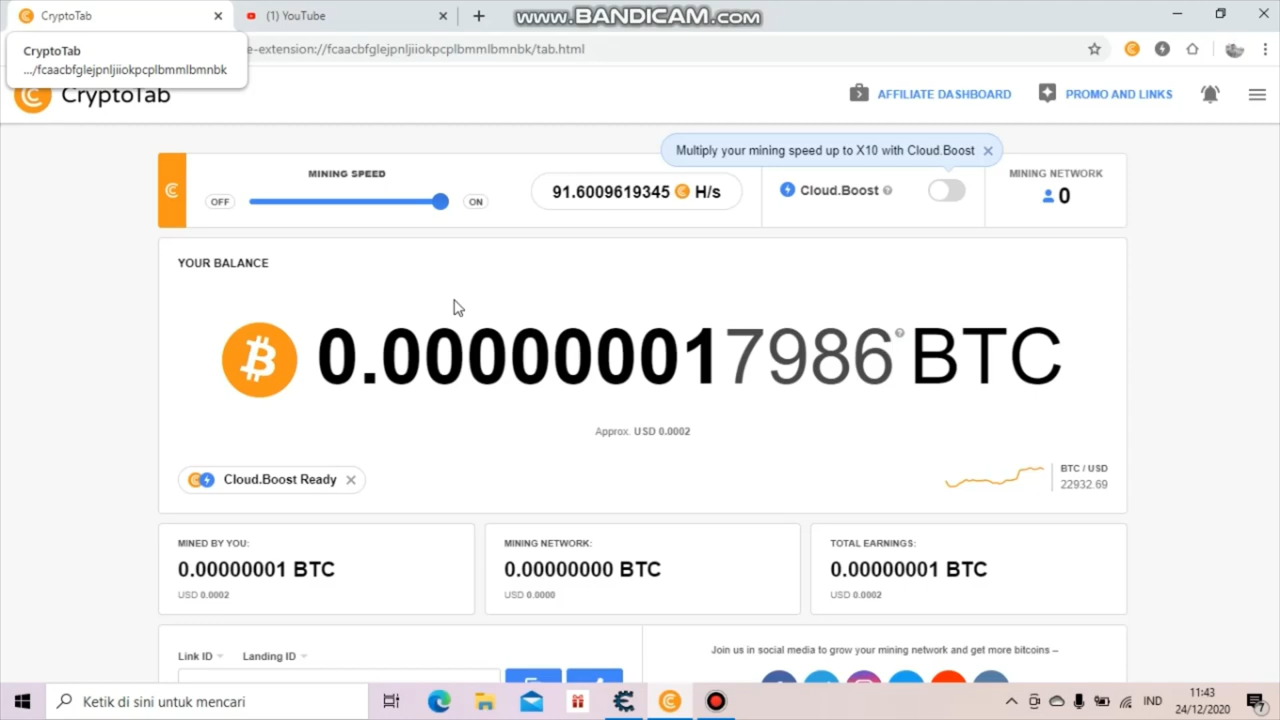 CryptoTab
(1) YouTube
www.BANDICAM.com
CryptoTab
.../fcaacbfglejpnljiiokpcplbmmlbmnbk
e-extension://fcaacbfglejpnljiiokpcplbmmlbmnbk/tab.html
CryptoTab
AFFILIATE DASHBOARD
PROMO AND LINKS
Multiply your mining speed up to X10 with Cloud.Boost
MINING SPEED
OFF
ON
91.6009619345 H/s
Cloud.Boost
MINING NETWORK
0
YOUR BALANCE
0.000000017986 BTC
Approx. USD 0.0002
Cloud.Boost Ready
BTC / USD
22932.69
MINED BY YOU:
0.00000001 BTC
USD 0.0002
MINING NETWORK:
0.00000000 BTC
USD 0.0000
TOTAL EARNINGS:
0.00000001 BTC
USD 0.0002
Link ID
Landing ID
Join us in social media to grow your mining network and get more bitcoins –
Ketik di sini untuk mencari
IND
11:43
24/12/2020
7